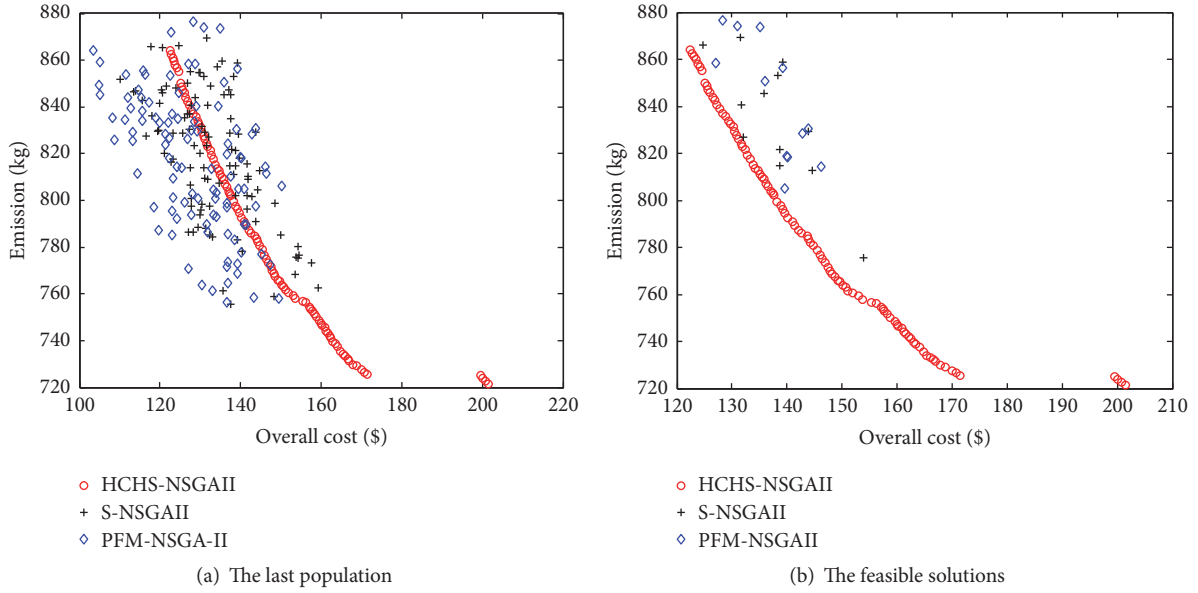 880
860
840
820
800
780
760
740
720
Emission (kg)
100 120 140 160 180 200 220
Overall cost ($)
HCHS-NSGAII
S-NSGAII
PFM-NSGA-II
(a) The last population
880
860
840
820
800
780
760
740
720
Emission (kg)
120 130 140 150 160 170 180 190 200 210
Overall cost ($)
HCHS-NSGAII
S-NSGAII
PFM-NSGAII
(b) The feasible solutions